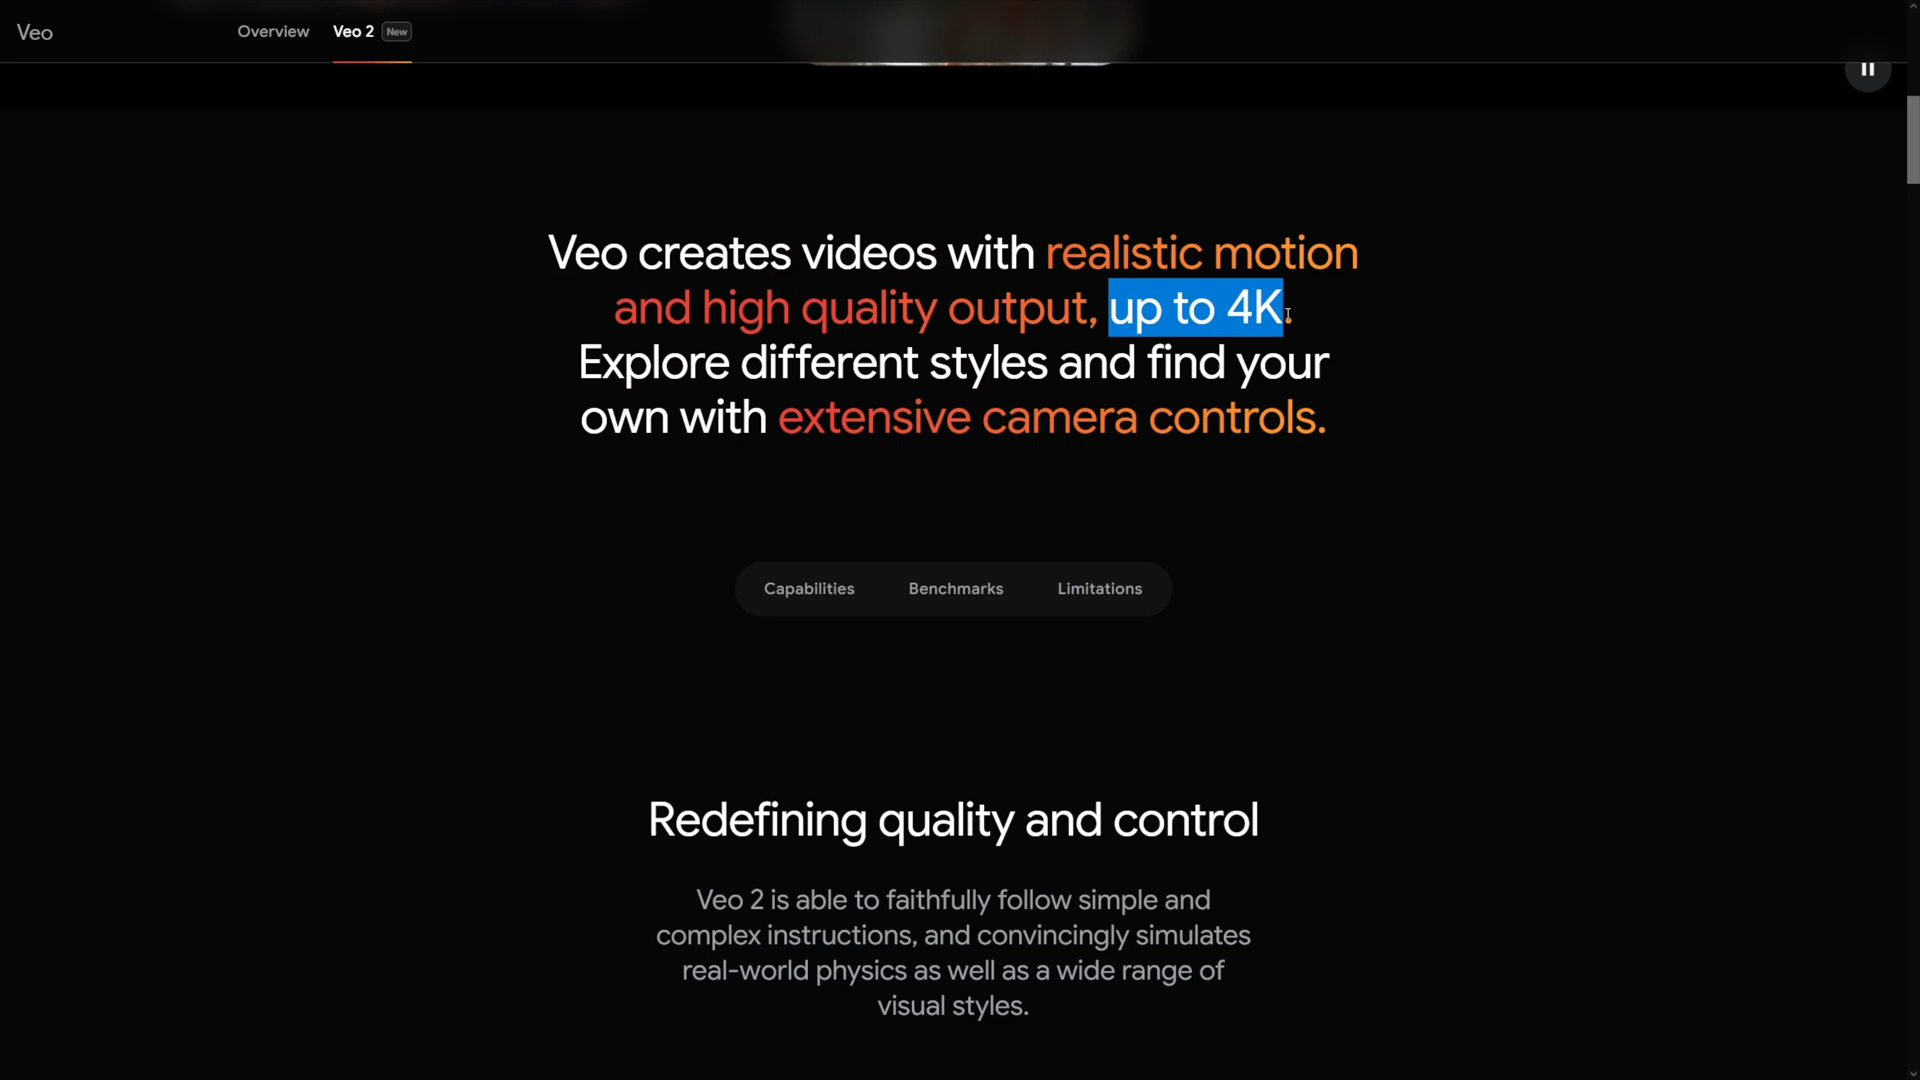 Veo
Overview
Veo 2 New
Veo creates videos with realistic motion
and high quality output, up to 4K.
Explore different styles and find your
own with extensive camera controls.
Capabilities
Benchmarks
Limitations
Redefining quality and control
Veo 2 is able to faithfully follow simple and
complex instructions, and convincingly simulates
real-world physics as well as a wide range of
visual styles.